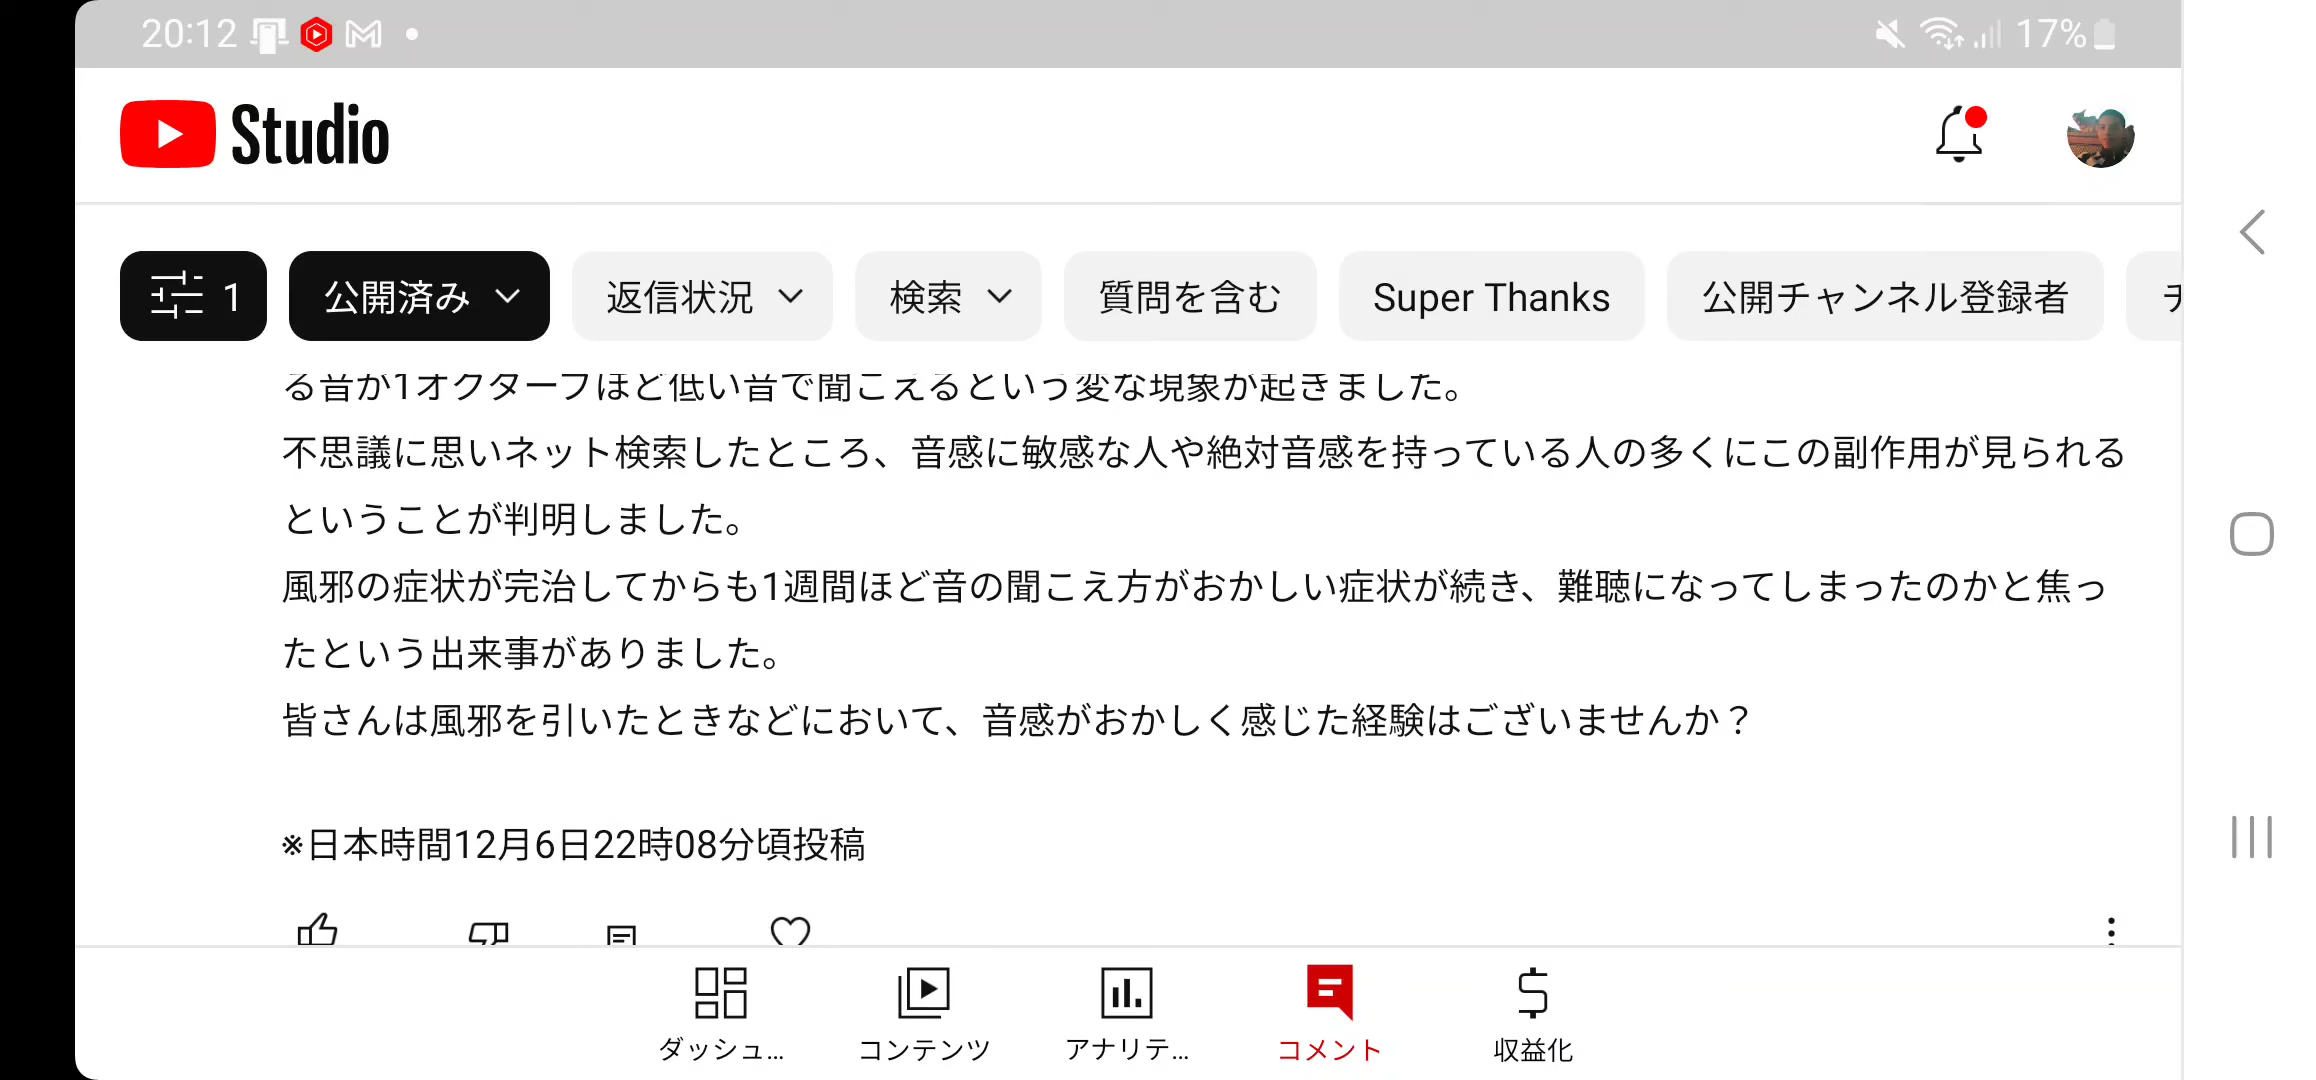 20:12
17%
Studio
1
公開済み
返信状況
検索
質問を含む
Super Thanks
公開チャンネル登録者
チ
る音が1オクターブほど低い音で聞こえるという変な現象が起きました。
不思議に思いネット検索したところ、音感に敏感な人や絶対音感を持っている人の多くにこの副作用が見られる
ということが判明しました。
風邪の症状が完治してからも1週間ほど音の聞こえ方がおかしい症状が続き、難聴になってしまったのかと焦っ
たという出来事がありました。
皆さんは風邪を引いたときなどにおいて、音感がおかしく感じた経験はございませんか？
※日本時間12月6日22時08分頃投稿
ダッシュ...
コンテンツ
アナリテ...
コメント
収益化